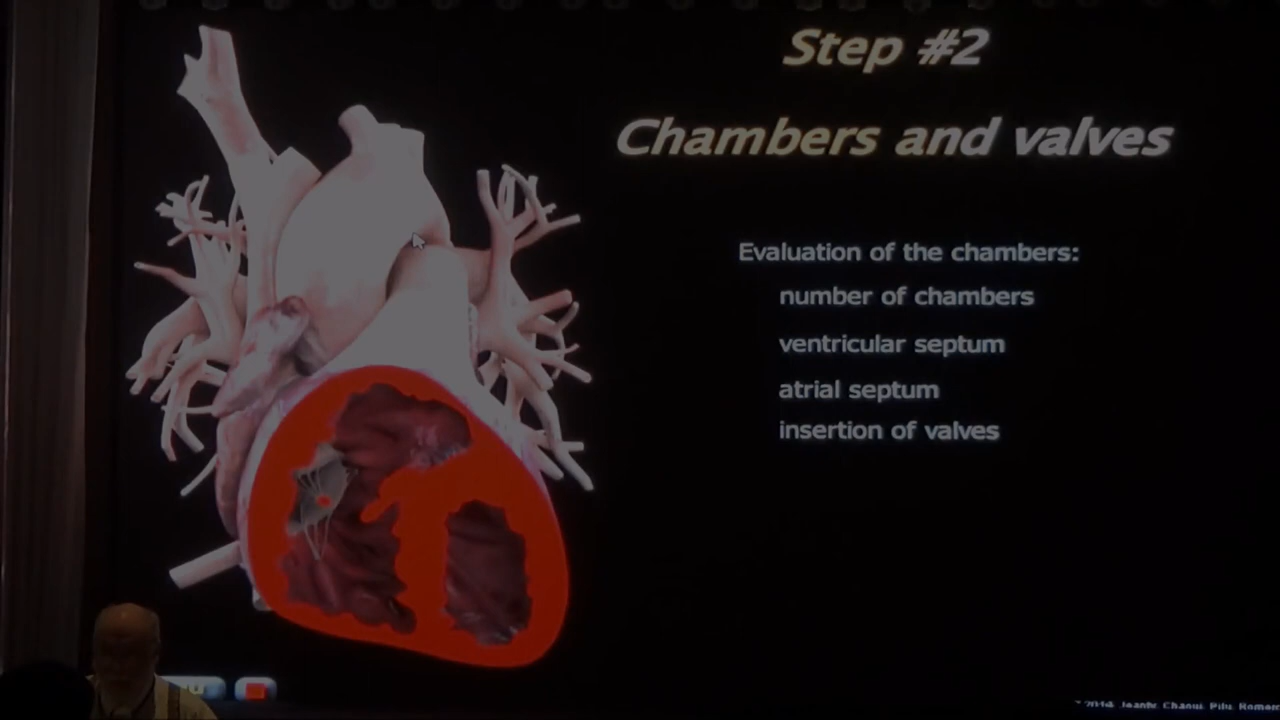 Step #2
Chambers and valves
Evaluation of the chambers:
number of chambers
ventricular septum
atrial septum
insertion of valves